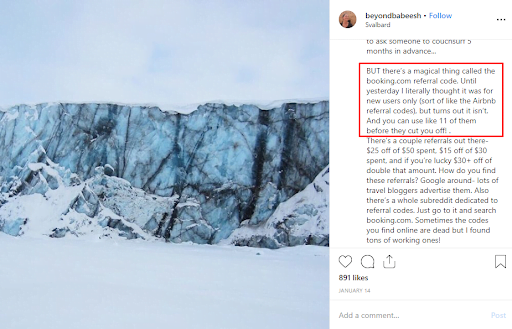 beyondbabeesh • Follow
Svalbard
to ask someone to couchsurf 5
months in advance...
BUT there's a magical thing called the
booking.com referral code. Until
yesterday I literally thought it was for
new users only (sort of like the Airbnb
referral codes), but turns out it isn't.
And you can use like 11 of them
before they cut you off! .
There's a couple referrals out there-
$25 off of $50 spent, $15 off of $30
spent, and if you're lucky $30+ off of
double that amount. How do you find
these referrals? Google around- lots of
travel bloggers advertise them. Also
there's a whole subreddit dedicated to
referral codes. Just go to it and search
booking.com. Sometimes the codes
you find online are dead but I found
tons of working ones!
891 likes
JANUARY 14
Add a comment...
Post